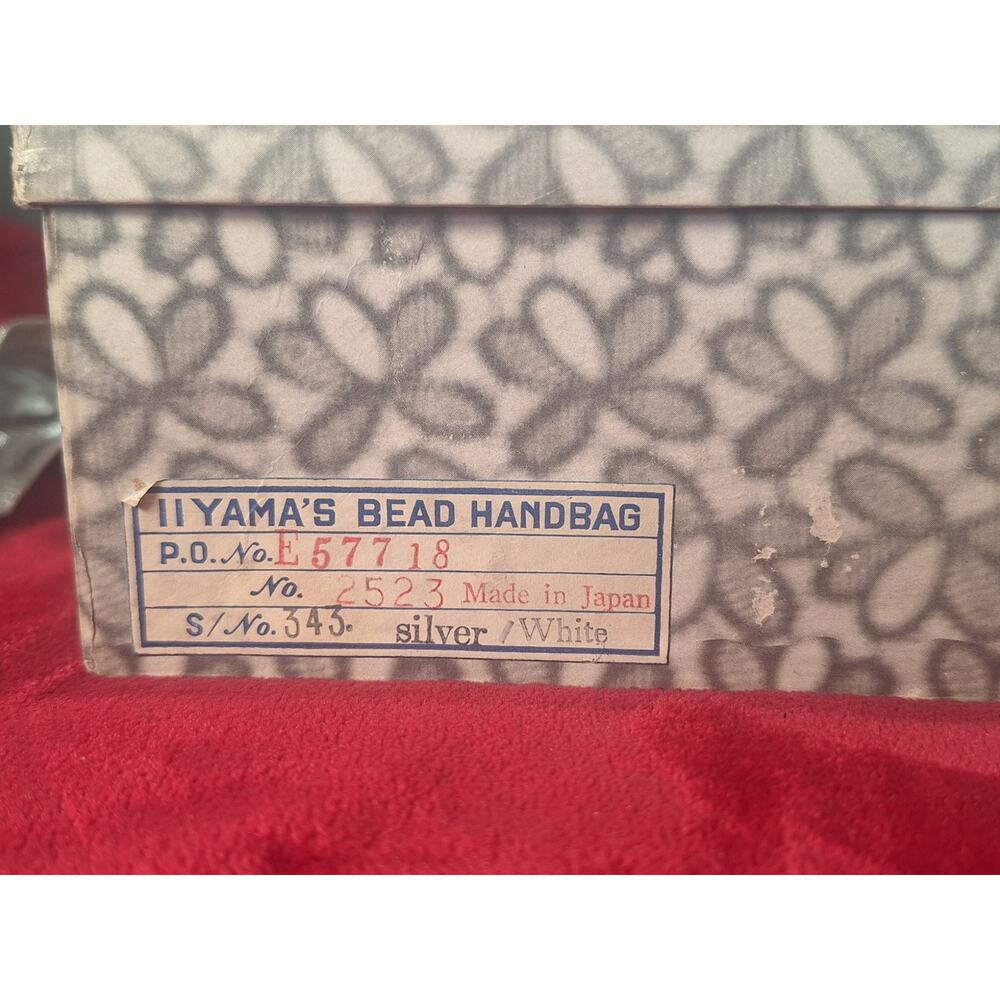 IIYAMA'S BEAD HANDBAG
P.O. No. E57718
No. 2523 Made in Japan
S/No. 343. silver / White